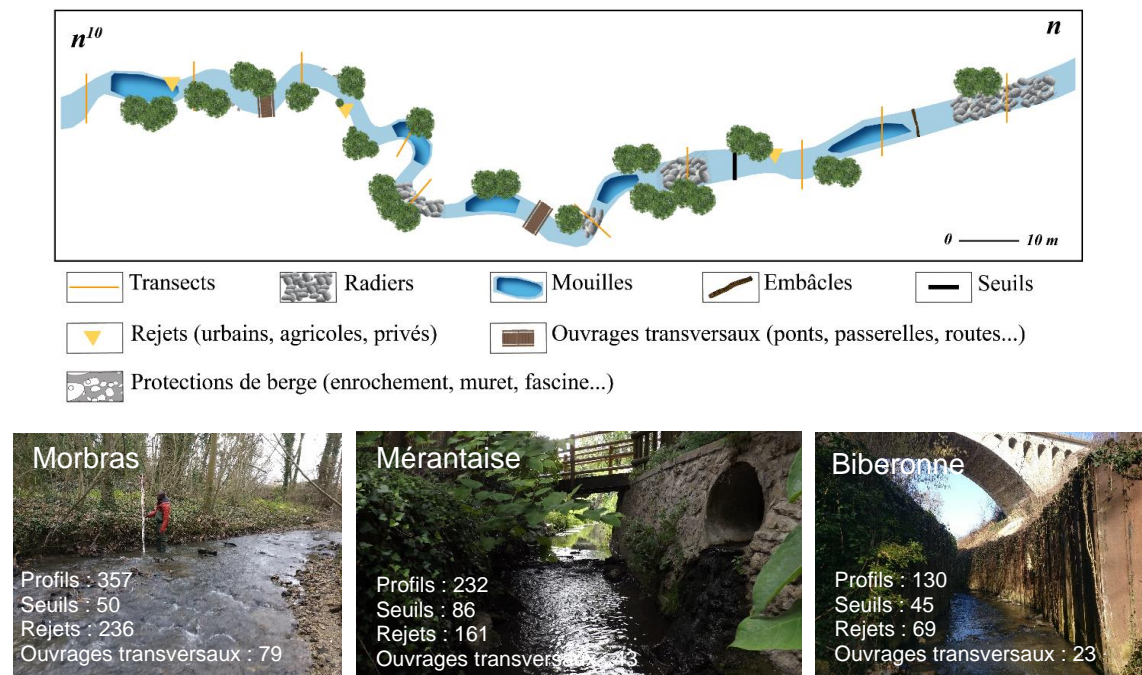 n¹⁰
n
0 10 m
Transects Radiers Mouilles Embâcles Seuils
Rejets (urbains, agricoles, privés) Ouvrages transversaux (ponts, passerelles, routes...)
Protections de berge (enrochement, muret, fascine...)
Morbras
Profils : 357
Seuils : 50
Rejets : 236
Ouvrages transversaux : 79
Mérantaise
Profils : 232
Seuils : 86
Rejets : 161
Ouvrages transversaux : 43
Biberonne
Profils : 130
Seuils : 45
Rejets : 69
Ouvrages transversaux : 23